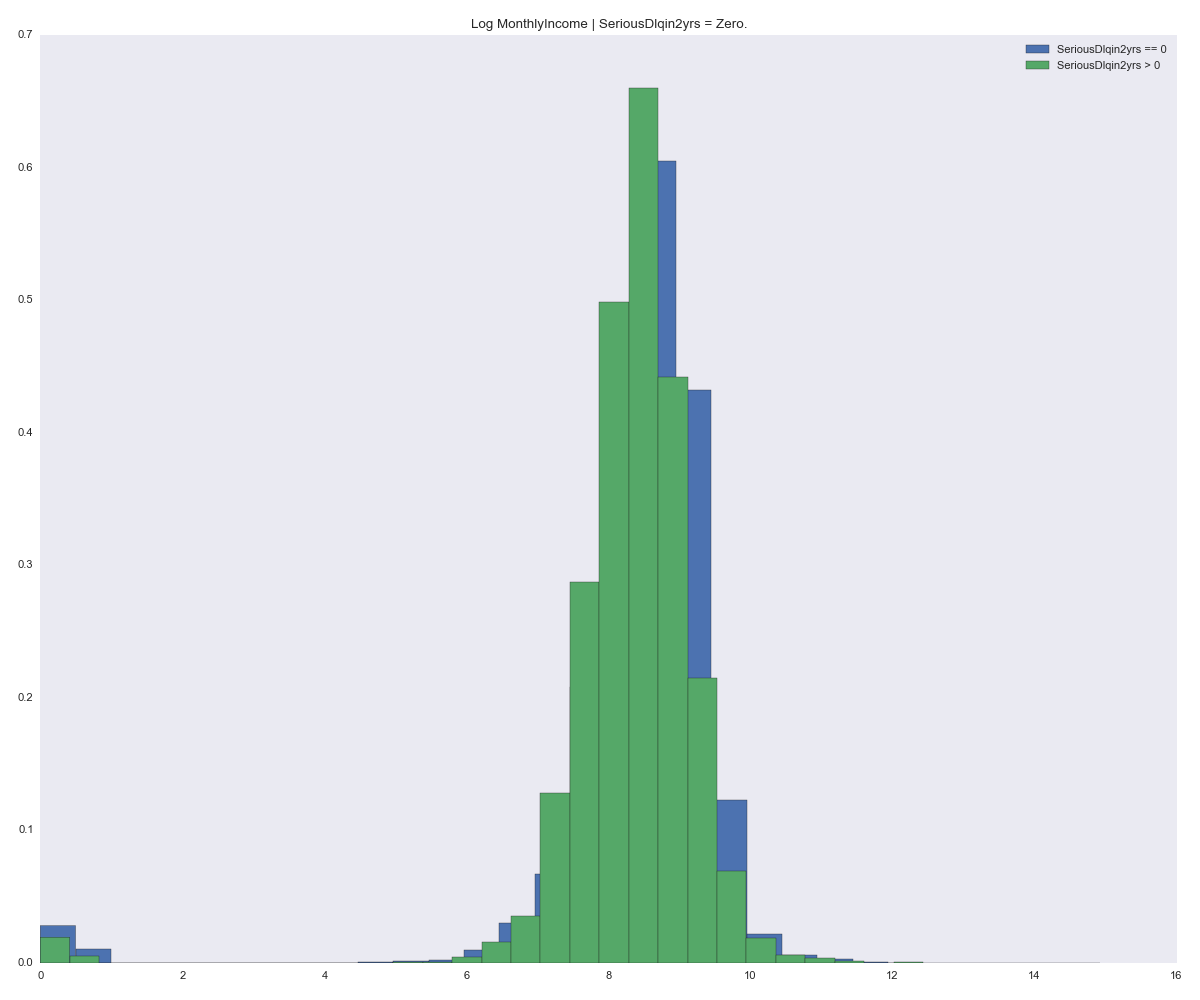 Log MonthlyIncome | SeriousDlqin2yrs = Zero.
SeriousDlqin2yrs == 0
SeriousDlqin2yrs > 0
0.7
0.6
0.5
0.4
0.3
0.2
0.1
0.0
0 2 4 6 8 10 12 14 16